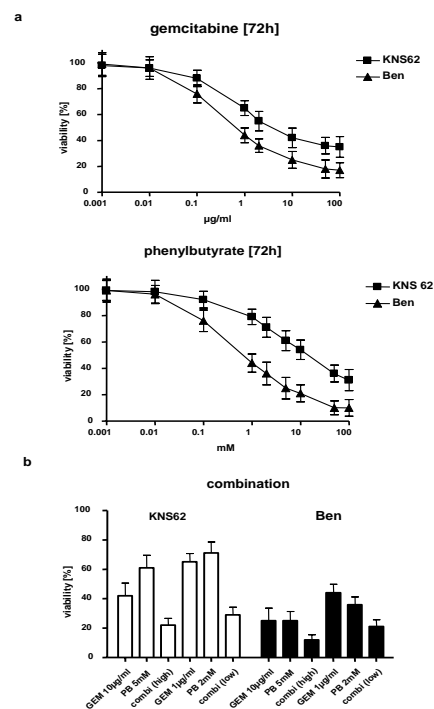 a
gemcitabine [72h]
100
80
60
40
20
0
viability [%]
0.001 0.01 0.1 1 10 100
µg/ml
KNS62
Ben
phenylbutyrate [72h]
100
80
60
40
20
0
viability [%]
0.001 0.01 0.1 1 10 100
mM
KNS 62
Ben
b
combination
KNS62 Ben
100
80
60
40
20
0
viability [%]
GEM 10µg/ml
PB 5mM
combi (high)
GEM 1µg/ml
PB 2mM
combi (low)
GEM 10µg/ml
PB 5mM
combi (high)
GEM 1µg/ml
PB 2mM
combi (low)